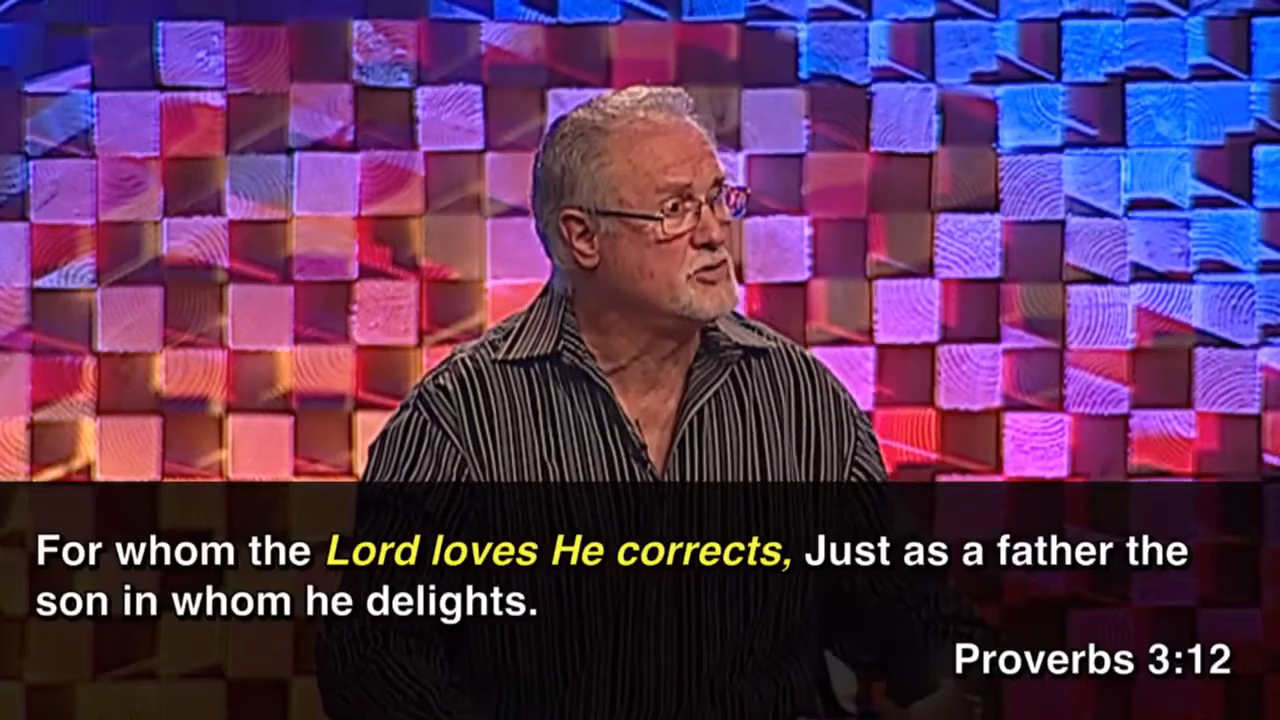 For whom the Lord loves He corrects, Just as a father the
son in whom he delights.
Proverbs 3:12